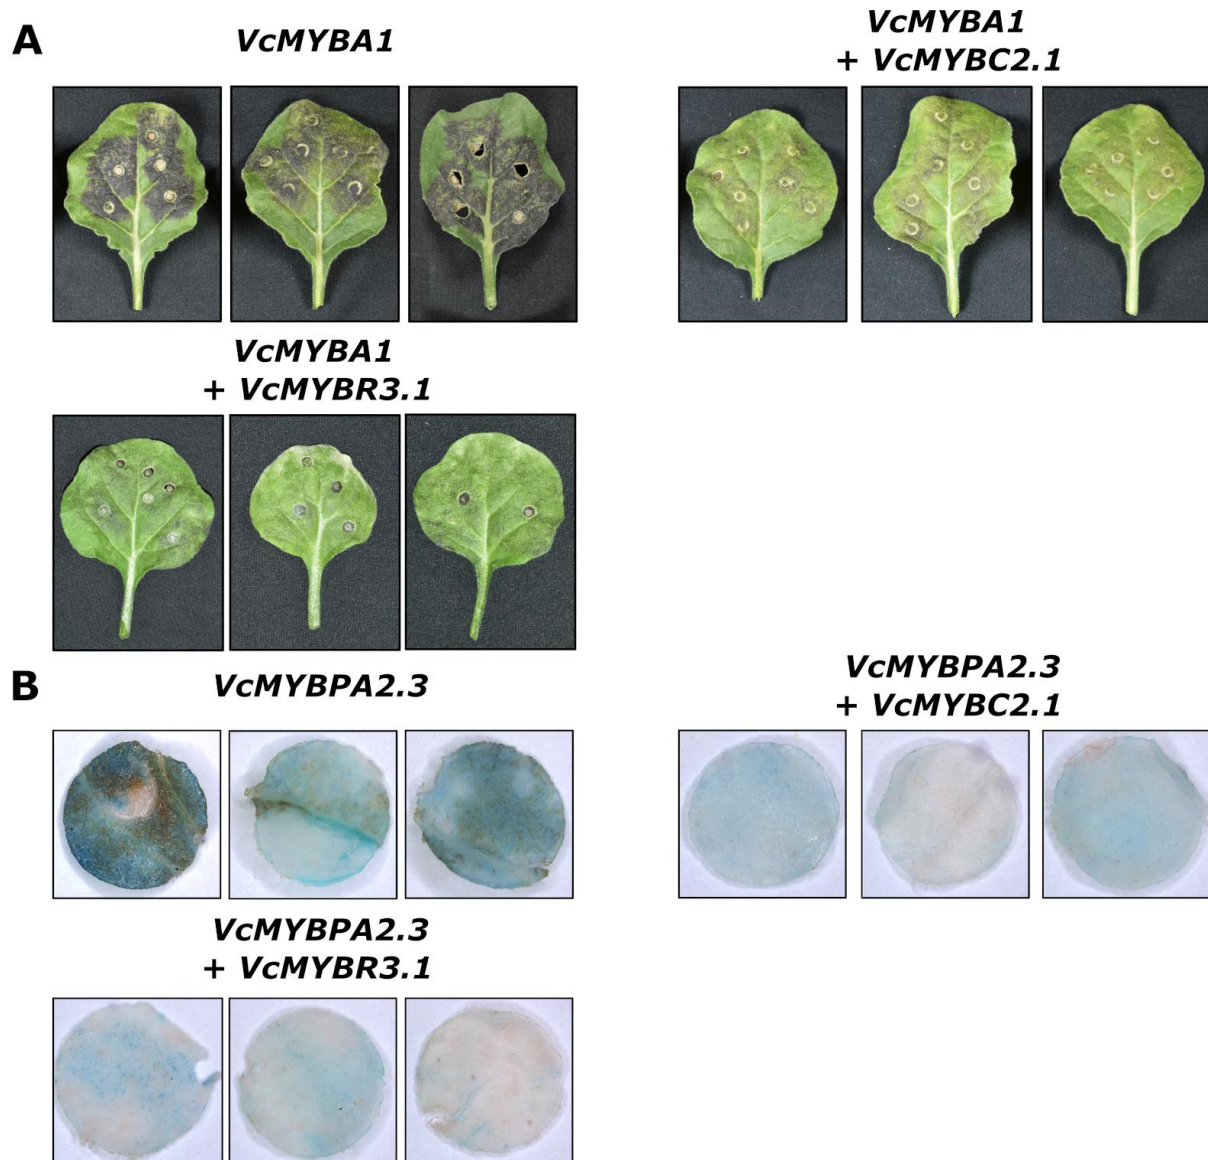 A
VcMYBA1
VcMYBA1
+ VcMYBC2.1
VcMYBA1
+ VcMYBR3.1
B
VcMYBPA2.3
VcMYBPA2.3
+ VcMYBC2.1
VcMYBPA2.3
+ VcMYBR3.1